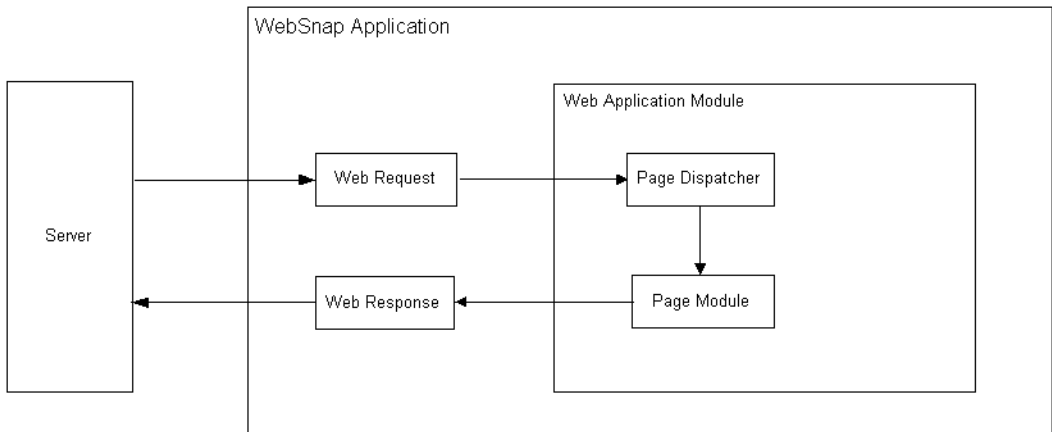 WebSnap Application
Web Application Module
Web Request
Page Dispatcher
Server
Web Response
Page Module